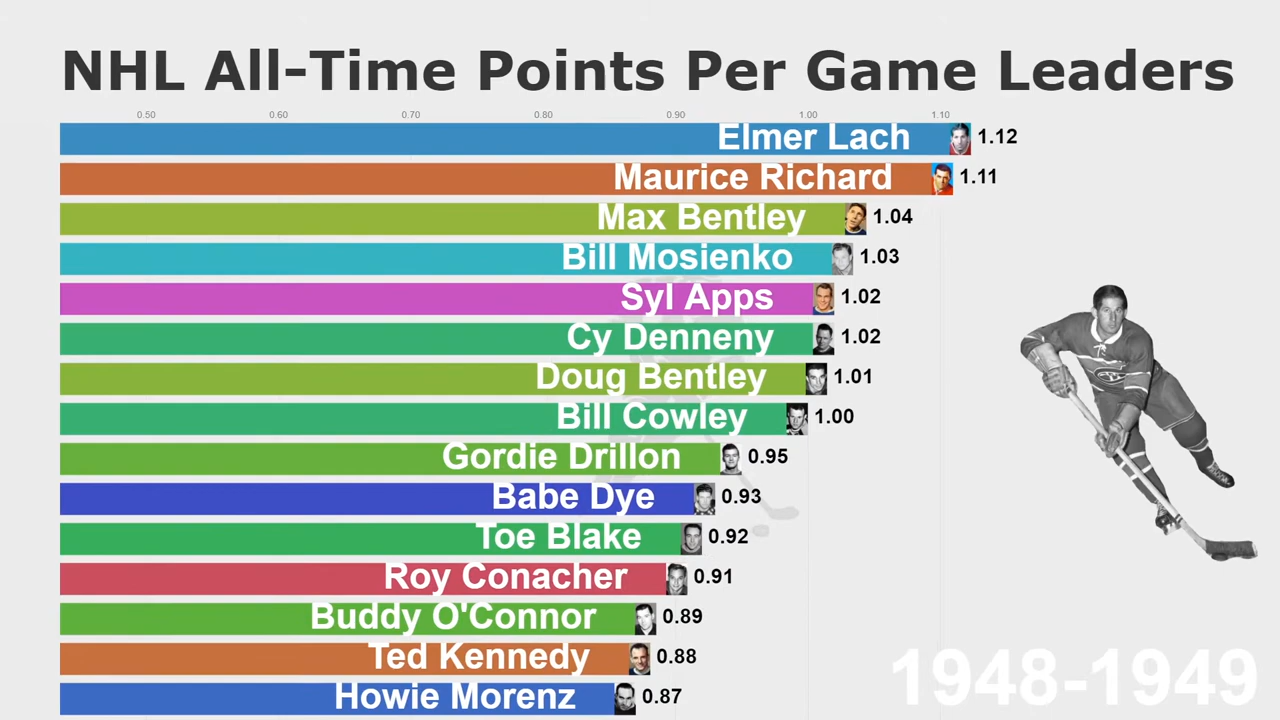 NHL All-Time Points Per Game Leaders
0.50 0.60 0.70 0.80 0.90 1.00 1.10
Elmer Lach 1.12
Maurice Richard 1.11
Max Bentley 1.04
Bill Mosienko 1.03
Syl Apps 1.02
Cy Denneny 1.02
Doug Bentley 1.01
Bill Cowley 1.00
Gordie Drillon 0.95
Babe Dye 0.93
Toe Blake 0.92
Roy Conacher 0.91
Buddy O'Connor 0.89
Ted Kennedy 0.88
Howie Morenz 0.87
1948-1949